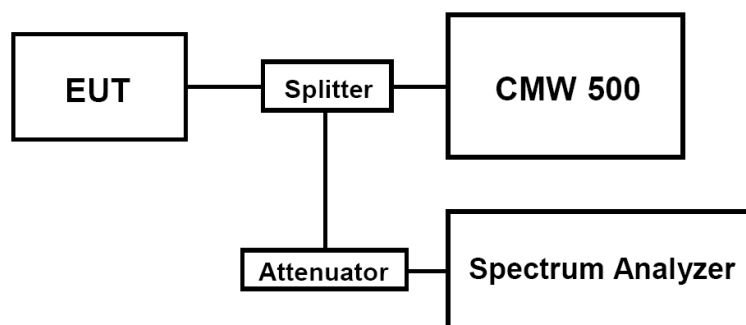 EUT
Splitter
CMW 500
Attenuator
Spectrum Analyzer